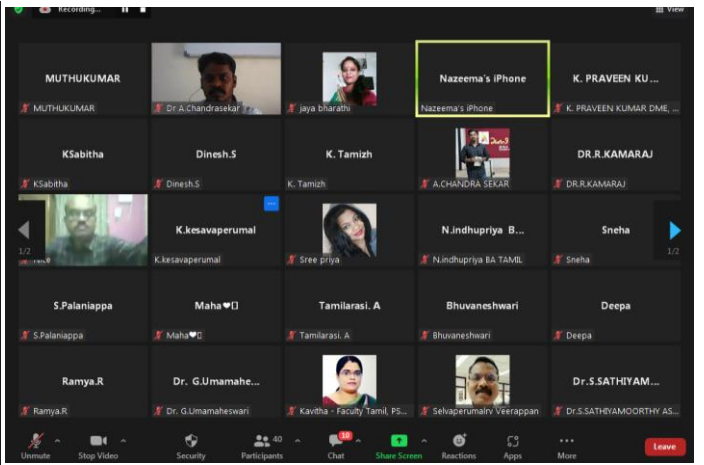 Recording...
View
MUTHUKUMAR
MUTHUKUMAR
Dr A.Chandrasekar
jaya bharathi
Nazeema's iPhone
Nazeema's iPhone
K. PRAVEEN KU...
K. PRAVEEN KUMAR DME, ...
KSabitha
KSabitha
Dinesh.S
Dinesh.S
K. Tamizh
K. Tamizh
A.CHANDRA SEKAR
DR.R.KAMARAJ
DR.R.KAMARAJ
1/2
K.kesavaperumal
K.kesavaperumal
Sree priya
N.indhupriya B...
N.indhupriya BA TAMIL
Sneha
Sneha
1/2
S.Palaniappa
S.Palaniappa
Maha❤
Maha❤
Tamilarasi. A
Tamilarasi. A
Bhuvaneshwari
Bhuvaneshwari
Deepa
Deepa
Ramya.R
Ramya.R
Dr. G.Umamahe...
Dr. G.Umamaheswari
Kavitha - Faculty Tamil, PS...
Selvaperumalrv Veerappan
Dr.S.SATHIYAM...
Dr.S.SATHIYAMOORTHY AS...
Unmute
Stop Video
Security
Participants
40
Chat
10
Share Screen
Reactions
Apps
More
Leave